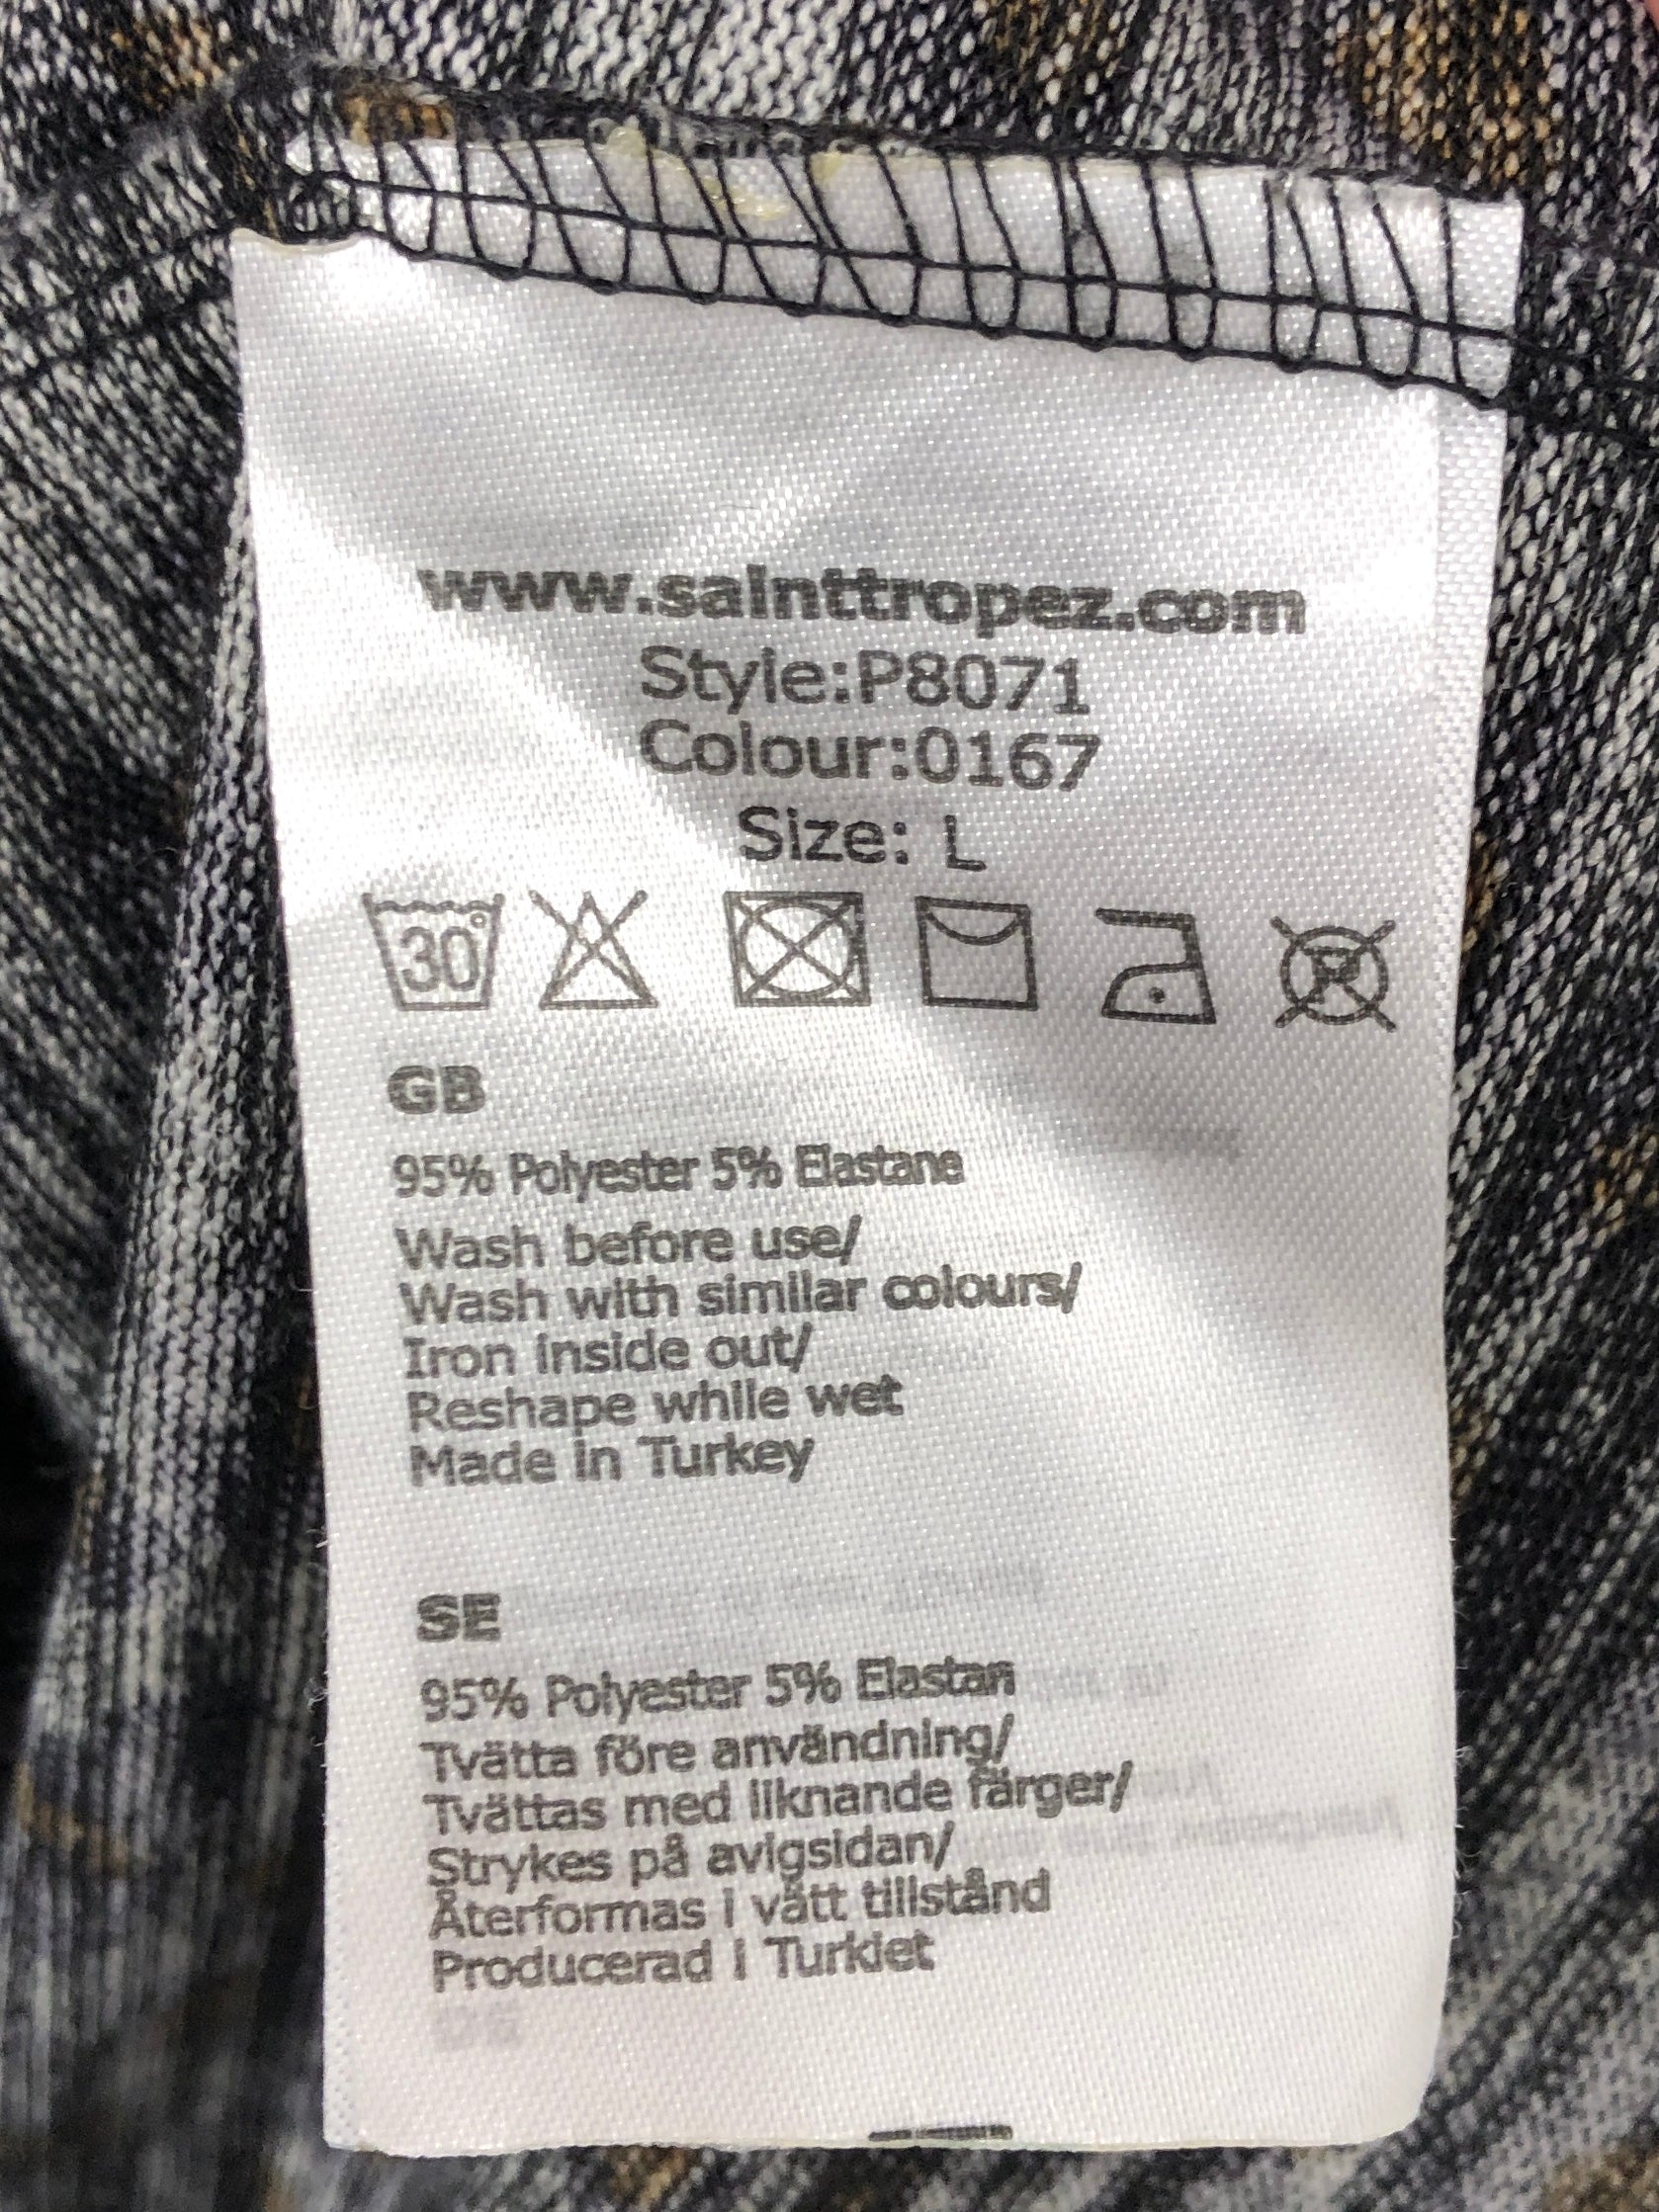 www.sainttropez.com
Style:P8071
Colour:0167
Size: L
30°
P
GB
95% Polyester 5% Elastane
Wash before use/
Wash with similar colours/
Iron inside out/
Reshape while wet
Made in Turkey
SE
95% Polyester 5% Elastan
Tvätta före användning/
Tvättas med liknande färger/
Strykes på avigsidan/
Återformas i vått tillstånd
Producerad i Turkiet